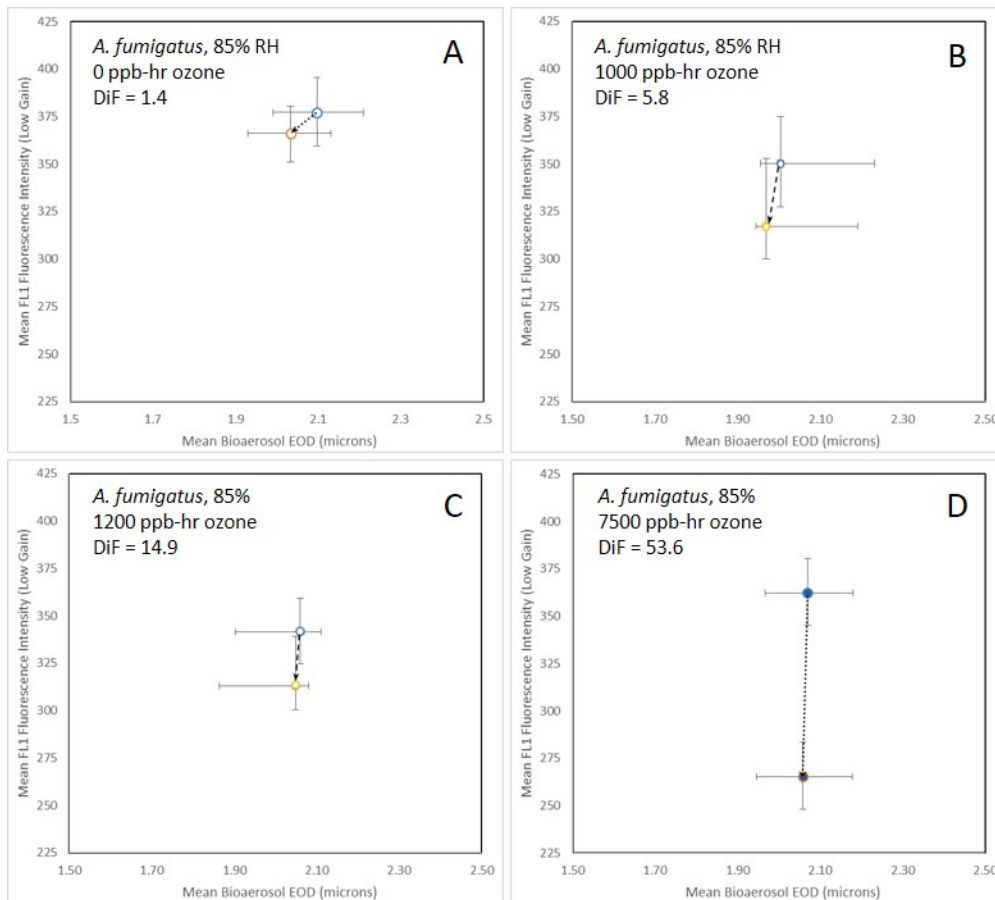 A. fumigatus, 85% RH
0 ppb-hr ozone
DiF = 1.4
A
Mean FL1 Fluorescence Intensity (Low Gain)
425
400
375
350
325
300
275
250
225
1.5
1.7
1.9
2.1
2.3
2.5
Mean Bioaerosol EOD (microns)
A. fumigatus, 85% RH
1000 ppb-hr ozone
DiF = 5.8
B
Mean FL1 Fluorescence Intensity (Low Gain)
425
400
375
350
325
300
275
250
225
1.50
1.70
1.90
2.10
2.30
2.50
Mean Bioaerosol EOD (microns)
A. fumigatus, 85%
1200 ppb-hr ozone
DiF = 14.9
C
Mean FL1 Fluorescence Intensity (Low Gain)
425
400
375
350
325
300
275
250
225
1.50
1.70
1.90
2.10
2.30
2.50
Mean Bioaerosol EOD (microns)
A. fumigatus, 85%
7500 ppb-hr ozone
DiF = 53.6
D
Mean FL1 Fluorescence Intensity (Low Gain)
425
400
375
350
325
300
275
250
225
1.50
1.70
1.90
2.10
2.30
2.50
Mean Bioaerosol EOD (microns)